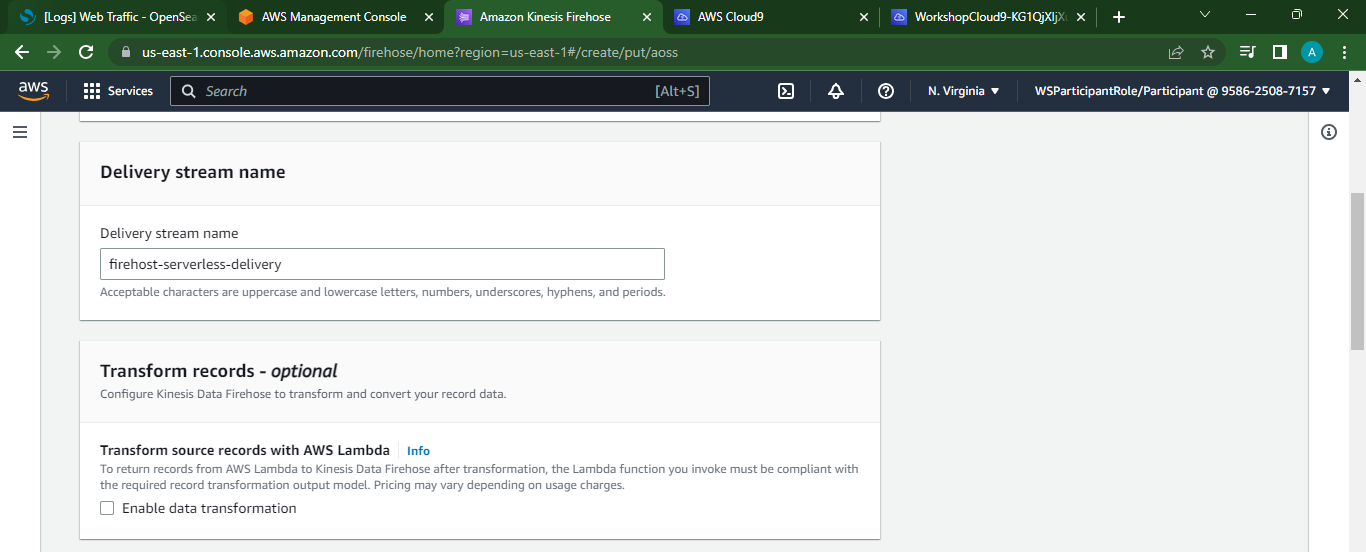 [Logs] Web Traffic - OpenSea
AWS Management Console
Amazon Kinesis Firehose
AWS Cloud9
WorkshopCloud9-KG1QjXljX
us-east-1.console.aws.amazon.com/firehose/home?region=us-east-1#/create/put/aoss
A
aws
Services
Search
[Alt+S]
N. Virginia
WSParticipantRole/Participant @ 9586-2508-7157
Delivery stream name
Delivery stream name
firehost-serverless-delivery
Acceptable characters are uppercase and lowercase letters, numbers, underscores, hyphens, and periods.
Transform records - optional
Configure Kinesis Data Firehose to transform and convert your record data.
Transform source records with AWS Lambda
Info
To return records from AWS Lambda to Kinesis Data Firehose after transformation, the Lambda function you invoke must be compliant with
the required record transformation output model. Pricing may vary depending on usage charges.
Enable data transformation